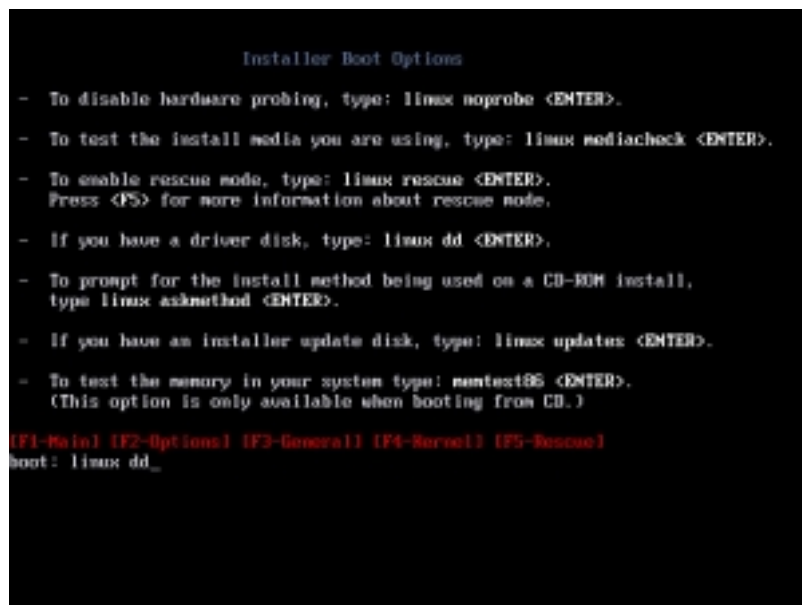 Installer Boot Options
- To disable hardware probing, type: linux noprobe <ENTER>.
- To test the install media you are using, type: linux mediacheck <ENTER>.
- To enable rescue mode, type: linux rescue <ENTER>.
Press <F5> for more information about rescue mode.
- If you have a driver disk, type: linux dd <ENTER>.
- To prompt for the install method being used on a CD-ROM install,
type linux askmethod <ENTER>.
- If you have an installer update disk, type: linux updates <ENTER>.
- To test the memory in your system type: memtest86 <ENTER>.
(This option is only available when booting from CD.)
[F1-Main] [F2-Options] [F3-General] [F4-Kernel] [F5-Rescue]
boot: linux dd_